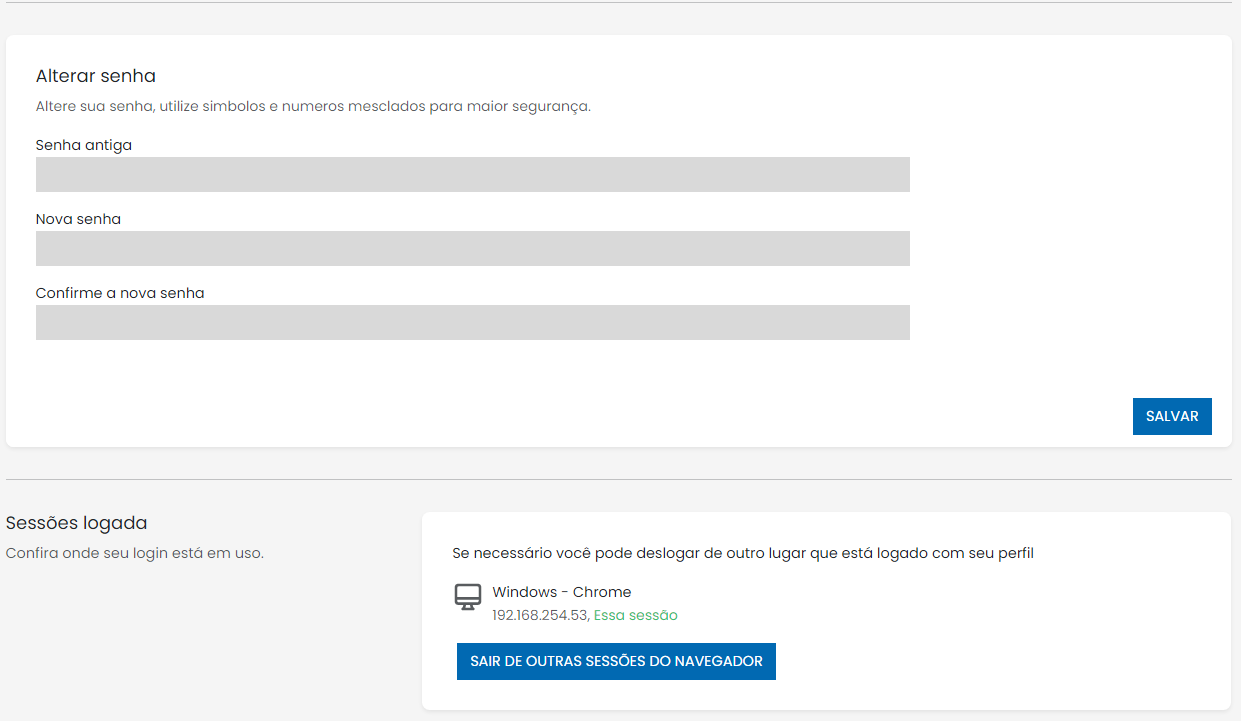 Alterar senha
Altere sua senha, utilize simbolos e numeros mesclados para maior segurança.
Senha antiga
Nova senha
Confirme a nova senha
SALVAR
Sessões logada
Confira onde seu login está em uso.
Se necessário você pode deslogar de outro lugar que está logado com seu perfil
Windows - Chrome
192.168.254.53, Essa sessão
SAIR DE OUTRAS SESSÕES DO NAVEGADOR